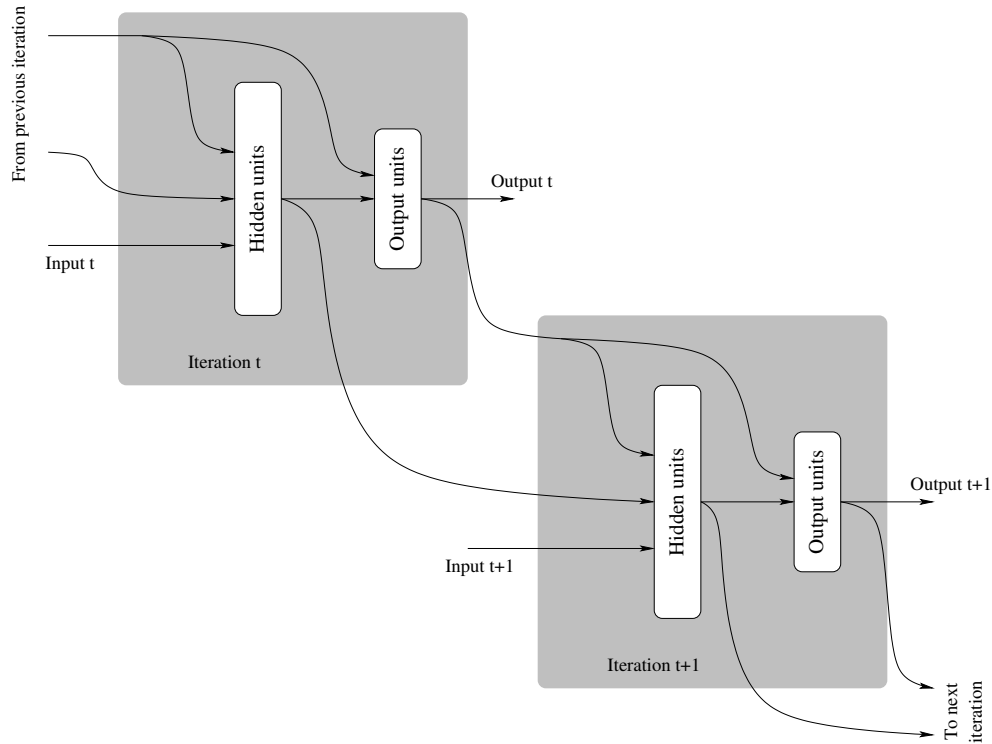 From previous iteration
Hidden units
Output units
Output t
Input t
Iteration t
Hidden units
Output units
Output t+1
Input t+1
Iteration t+1
To next
iteration